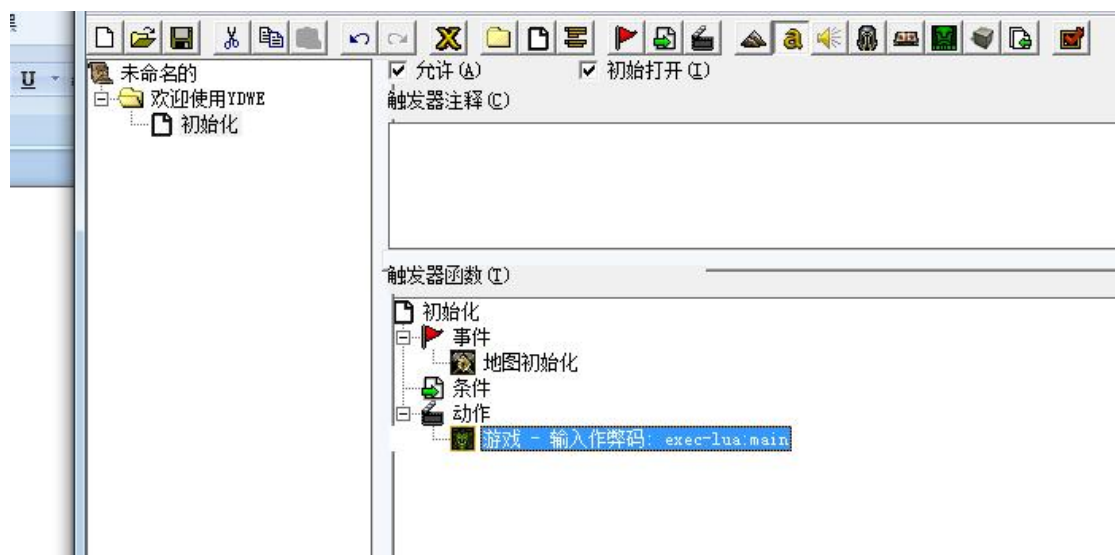 U
未命名的
欢迎使用YDWE
初始化
允许(A)
初始打开(I)
触发器注释(C)
触发器函数(T)
初始化
事件
地图初始化
条件
动作
游戏 - 输入作弊码: exec-lua:main